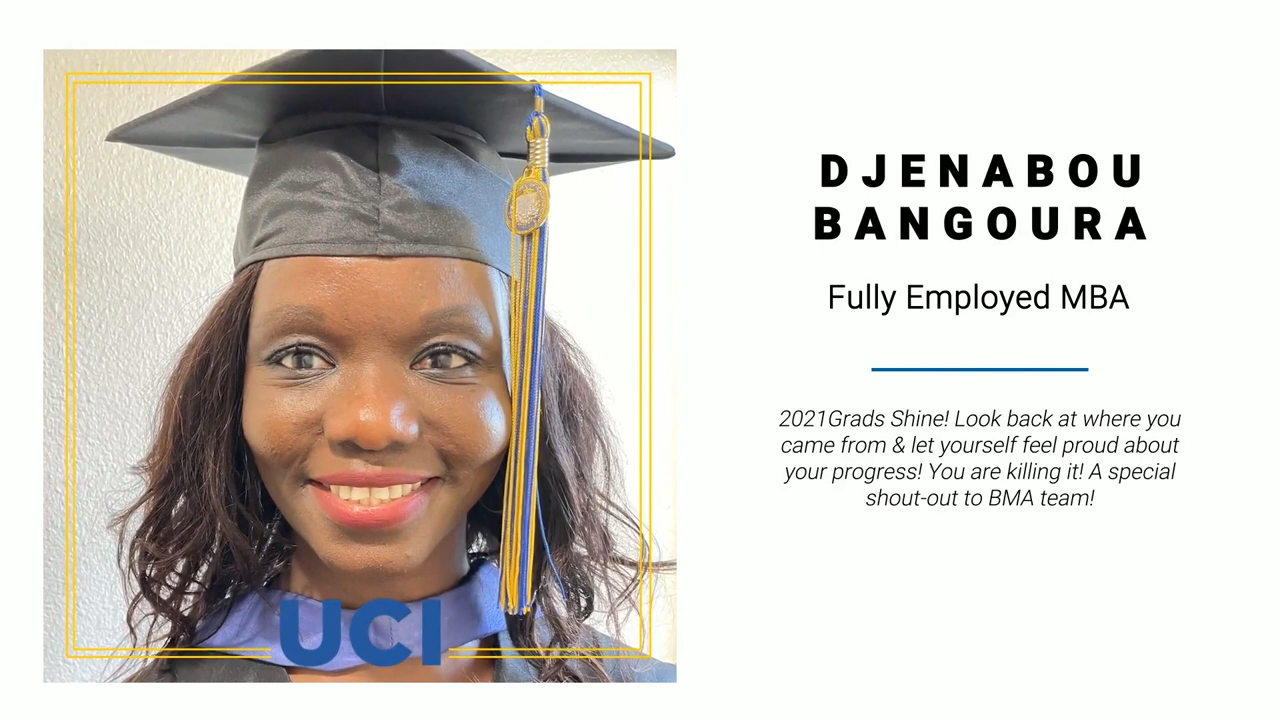 DJENABOU
BANGOURA
Fully Employed MBA
2021Grads Shine! Look back at where you
came from & let yourself feel proud about
your progress! You are killing it! A special
shout-out to BMA team!
UCI